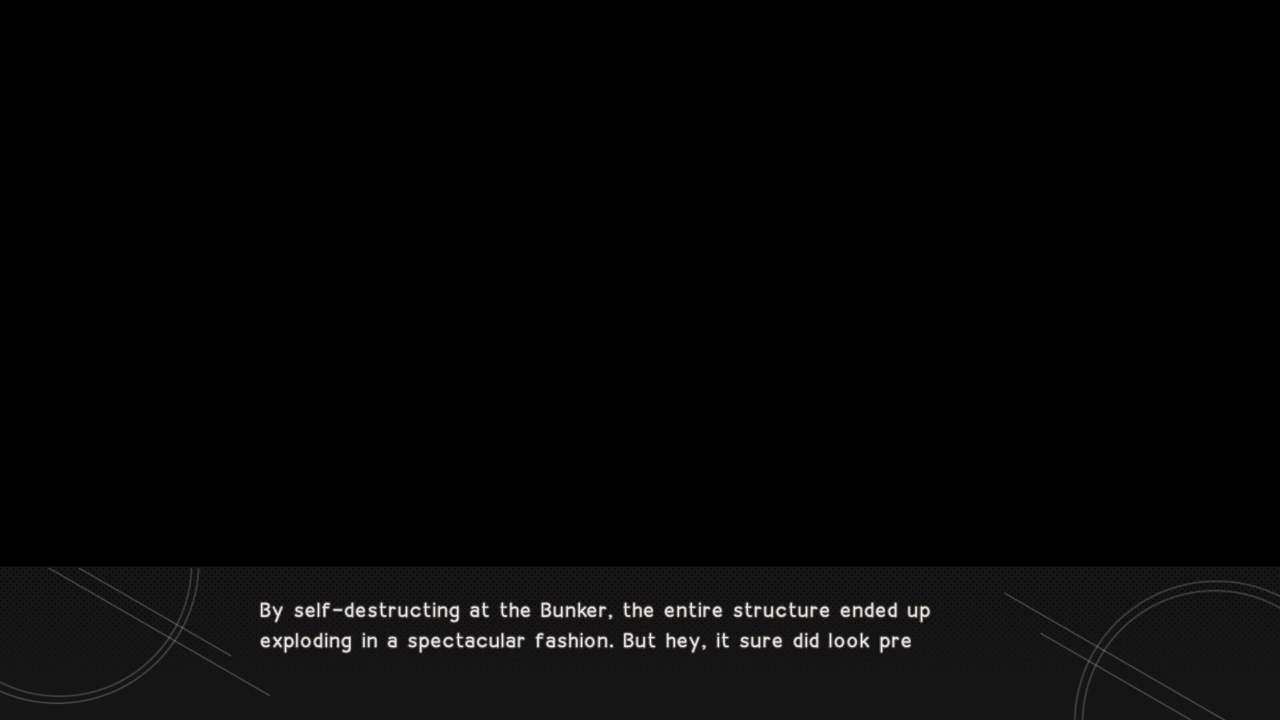 By self-destructing at the Bunker, the entire structure ended up
exploding in a spectacular fashion. But hey, it sure did look pre